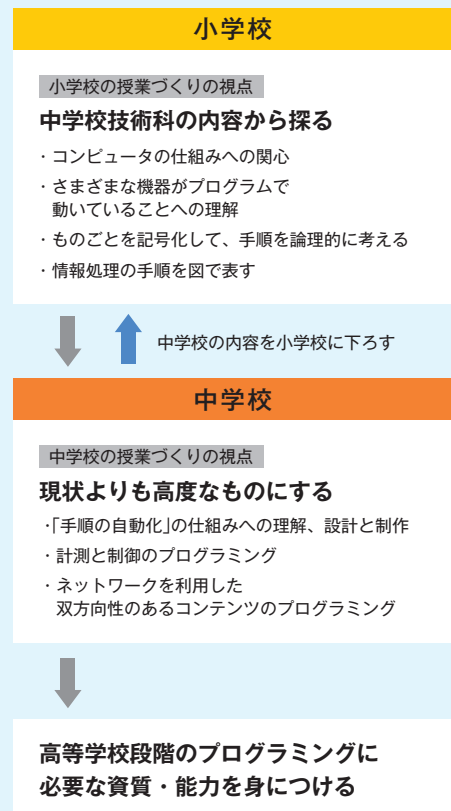 小学校
小学校の授業づくりの視点
中学校技術科の内容から探る
・コンピュータの仕組みへの関心
・さまざまな機器がプログラムで
動いていることへの理解
・ものごとを記号化して、手順を論理的に考える
・情報処理の手順を図で表す
中学校の内容を小学校に下ろす
中学校
中学校の授業づくりの視点
現状よりも高度なものにする
・「手順の自動化」の仕組みへの理解、設計と制作
・計測と制御のプログラミング
・ネットワークを利用した
双方向性のあるコンテンツのプログラミング
高等学校段階のプログラミングに
必要な資質・能力を身につける